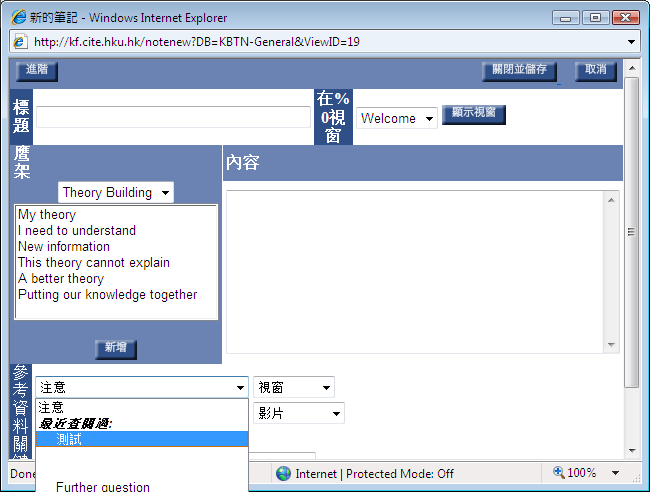 新的筆記 - Windows Internet Explorer
http://kf.cite.hku.hk/notenew?DB=KBTN-General&ViewID=19
進階 關閉並儲存 取消
標題
在%0視窗
Welcome
顯示視窗
鷹架
內容
Theory Building
My theory
I need to understand
New information
This theory cannot explain
A better theory
Putting our knowledge together
新增
參考資料
注意
視窗
注意
最近查閱過:
影片
測試
Further question
Done
Internet | Protected Mode: Off
100%